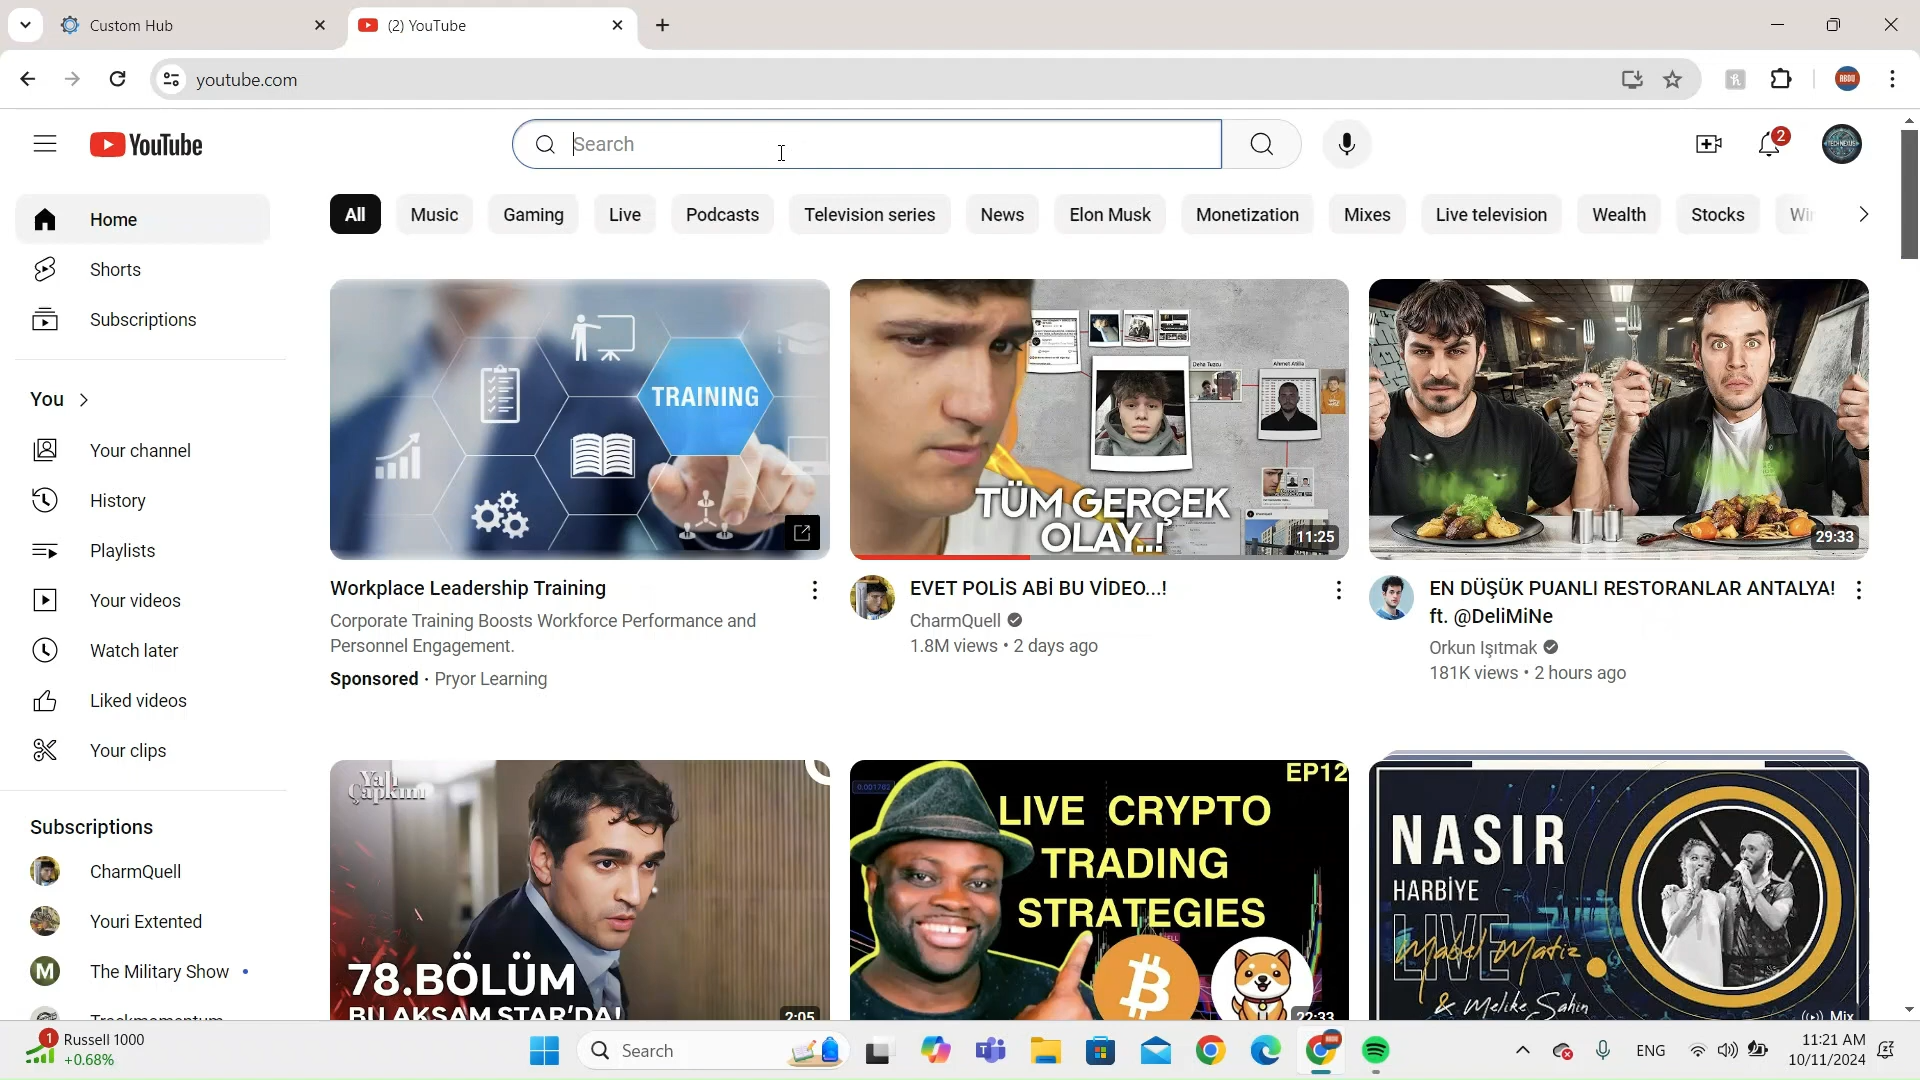 Custom Hub
(2) YouTube
youtube.com
ABOU
YouTube
Search
2
TECHNEXUS
All
Music
Gaming
Live
Podcasts
Television series
News
Elon Musk
Monetization
Mixes
Live television
Wealth
Stocks
Home
Shorts
Subscriptions
You
Your channel
History
Playlists
Your videos
Watch later
Liked videos
Your clips
Subscriptions
CharmQuell
Youri Extented
M
The Military Show
TRAINING
Workplace Leadership Training
Corporate Training Boosts Workforce Performance and
Personnel Engagement.
Sponsored · Pryor Learning
TÜM GERÇEK
OLAY..!
11:25
EVET POLİS ABİ BU VİDEO...!
CharmQuell
1.8M views • 2 days ago
29:33
EN DÜŞÜK PUANLI RESTORANLAR ANTALYA!
ft. @DeliMiNe
Orkun Işıtmak
181K views • 2 hours ago
Yalı
Çapkını
78.BÖLÜM
BU AKŞAM STAR'DA!
2:05
EP12
LIVE CRYPTO
TRADING
STRATEGIES
22:33
NASIR
HARBİYE
LIVE
Mabel Matiz
& Melike Şahin
Mix
1
Russell 1000
+0.68%
Search
ENG
11:21 AM
10/11/2024